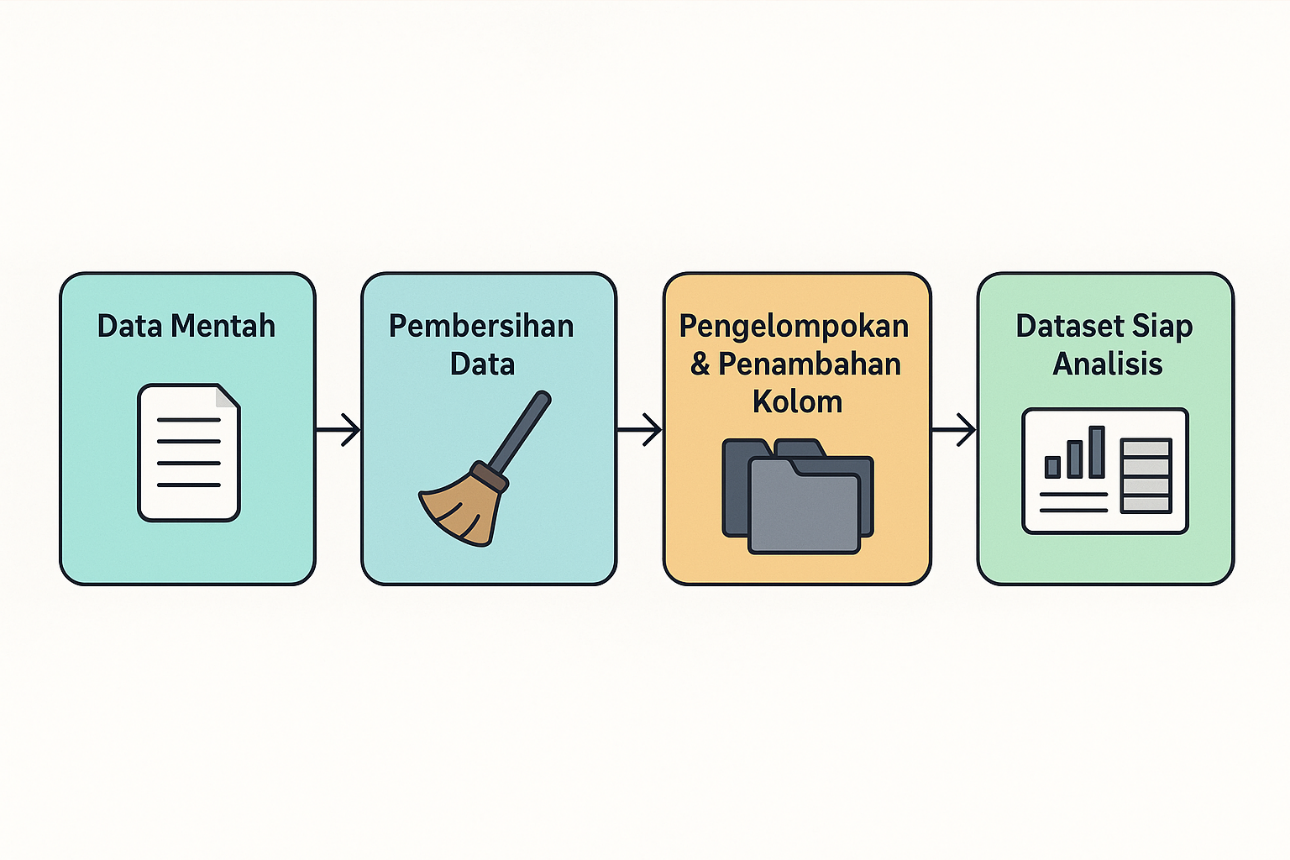 Data Mentah
Pembersihan
Data
Pengelompokan
& Penambahan
Kolom
Dataset Siap
Analisis